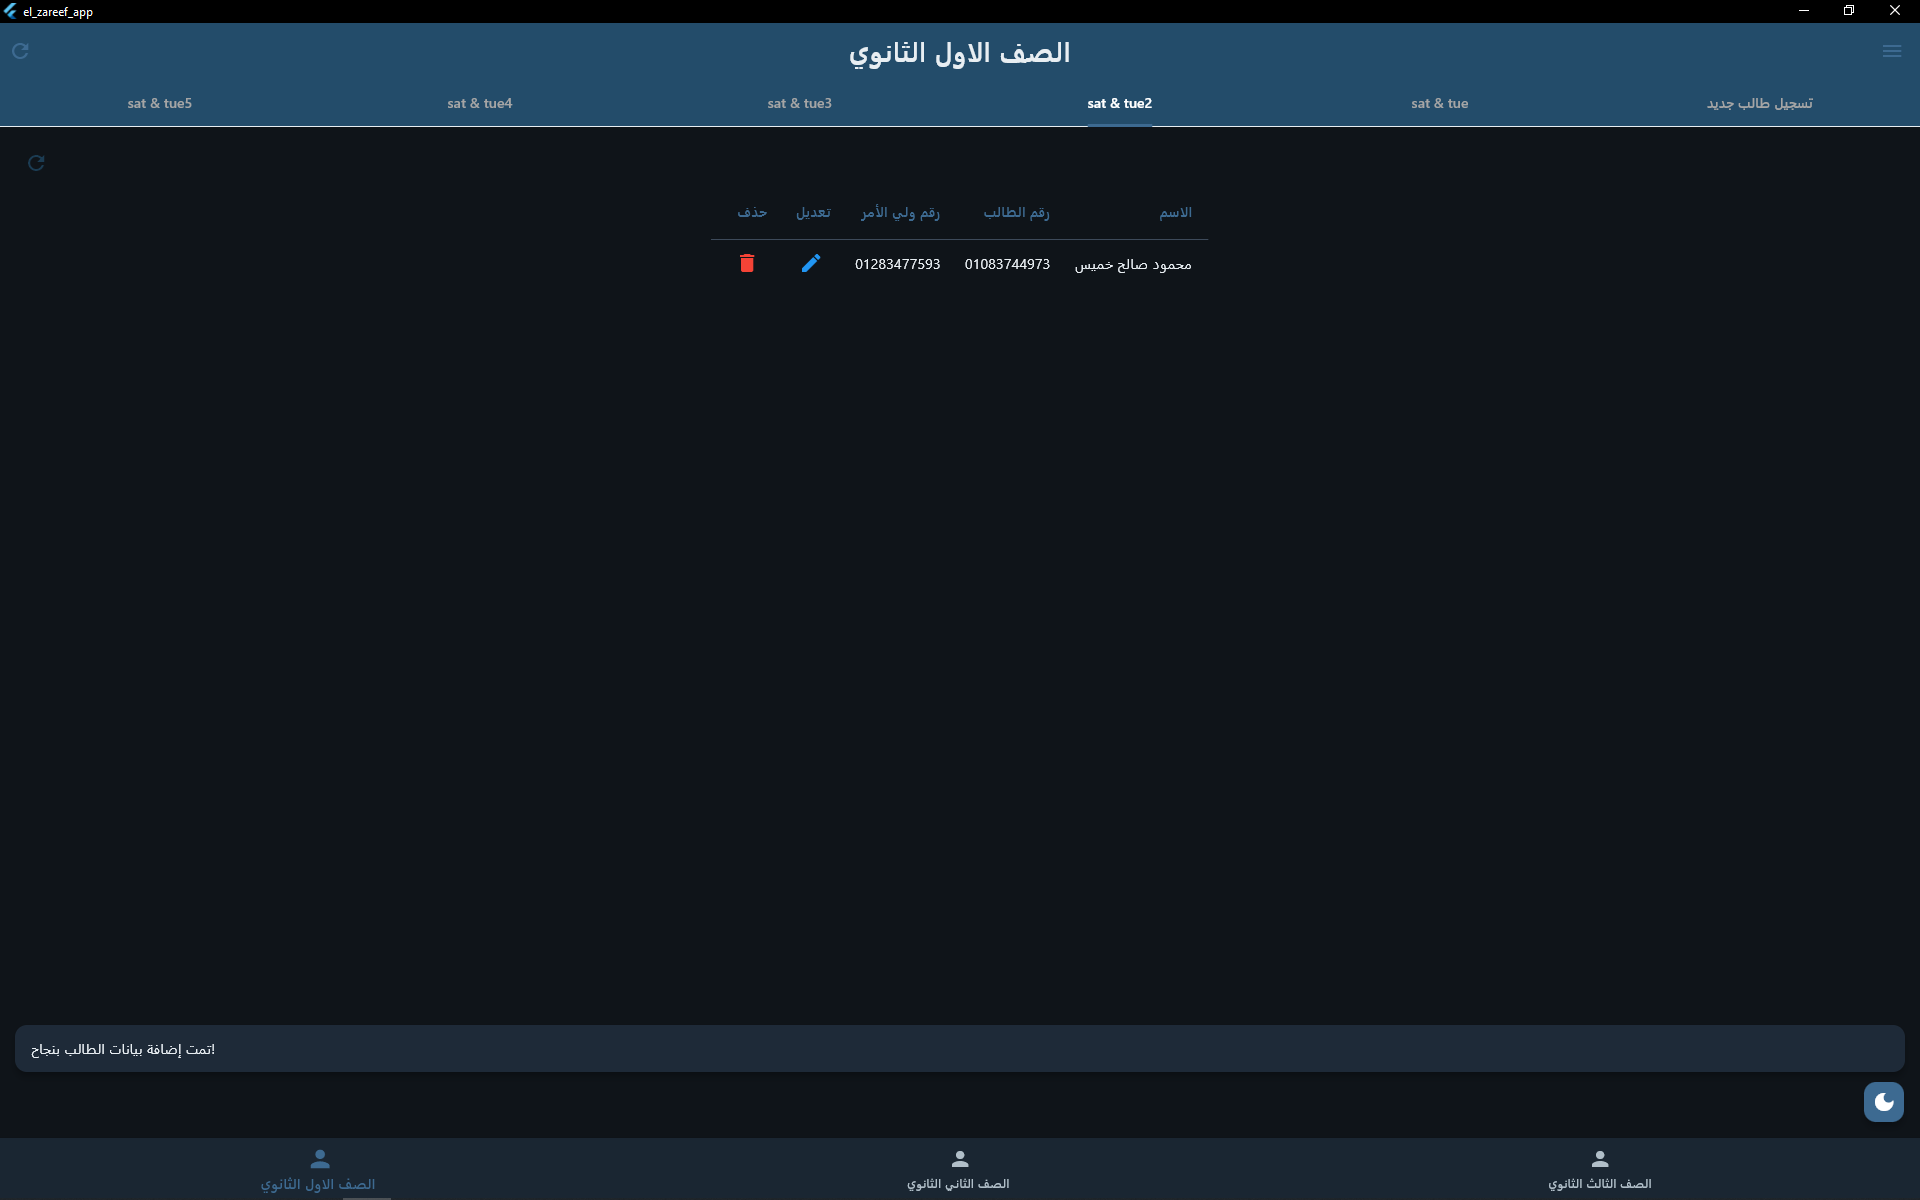 el_zareef_app
الصف الاول الثانوي
تسجيل طالب جديد
sat & tue
sat & tue2
sat & tue3
sat & tue4
sat & tue5
الاسم رقم الطالب رقم ولي الأمر تعديل حذف
محمود صالح خميس 01083744973 01283477593
تمت إضافة بيانات الطالب بنجاح!
الصف الاول الثانوي
الصف الثاني الثانوي
الصف الثالث الثانوي